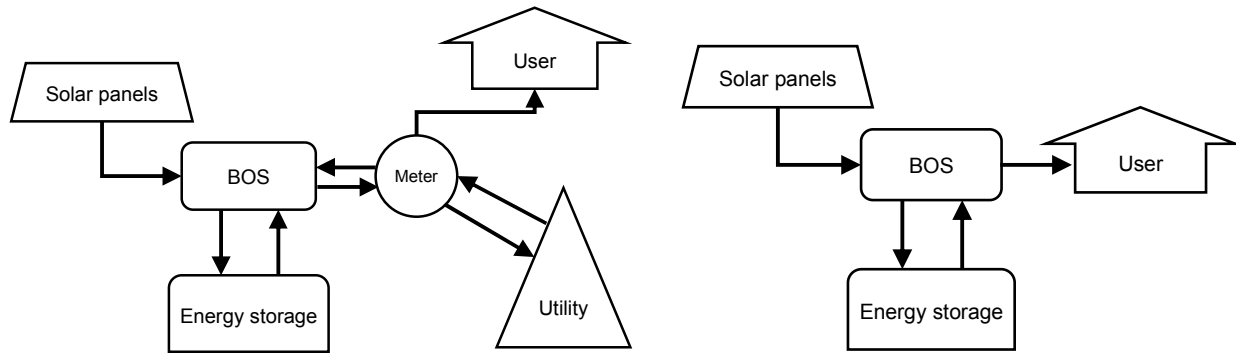 User
Solar panels
BOS
Meter
Energy storage
Utility
Solar panels
BOS
User
Energy storage